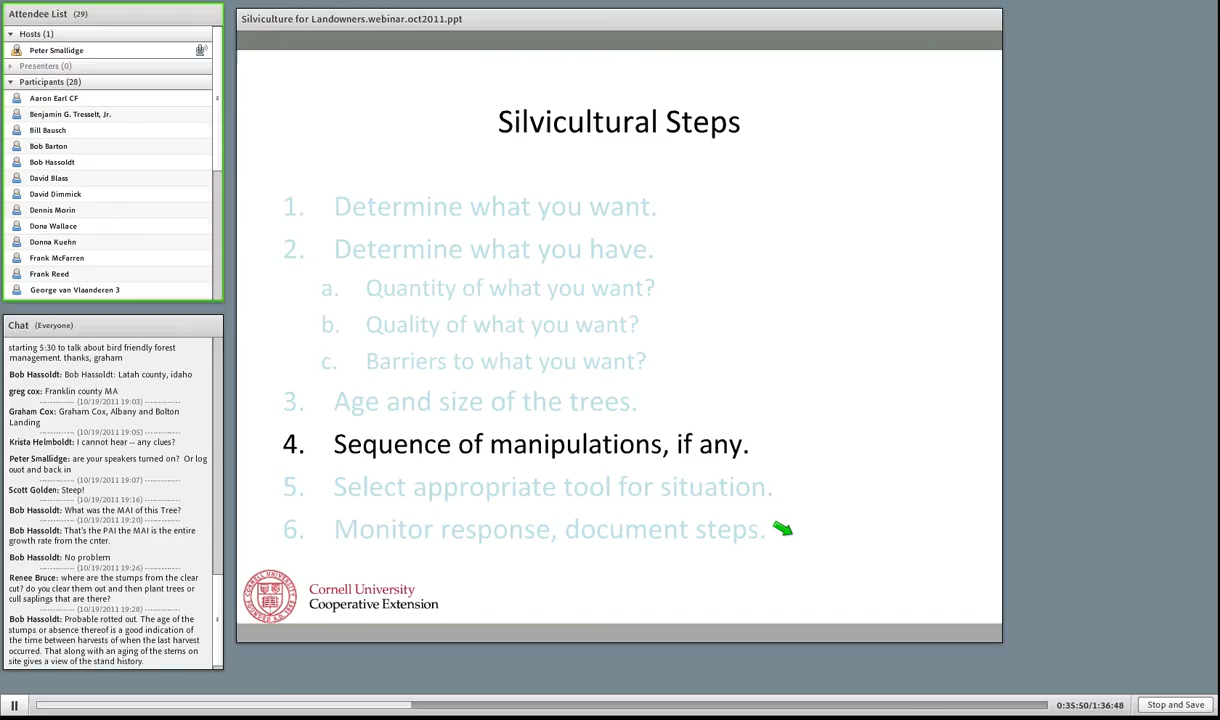 Attendee List (29)
Hosts (1)
Peter Smallidge
Presenters (0)
Participants (28)
Aaron Earl CF
Benjamin G. Tresselt, Jr.
Bill Bausch
Bob Barton
Bob Hassoldt
David Blass
David Dimmick
Dennis Morin
Dona Wallace
Donna Kuehn
Frank McFarren
Frank Reed
George van Vlaanderen 3
Chat (Everyone)
starting 5:30 to talk about bird friendly forest
management. thanks, graham
Bob Hassoldt: Bob Hassoldt: Latah county, idaho
greg cox: Franklin county MA
------------ (10/19/2011 19:03) ------------
Graham Cox: Graham Cox, Albany and Bolton
Landing
------------ (10/19/2011 19:05) ------------
Krista Helmboldt: I cannot hear -- any clues?
Peter Smallidge: are your speakers turned on? Or log
ouot and back in
------------ (10/19/2011 19:07) ------------
Scott Golden: Steep!
------------ (10/19/2011 19:16) ------------
Bob Hassoldt: What was the MAI of this Tree?
------------ (10/19/2011 19:20) ------------
Bob Hassoldt: That's the PAI the MAI is the entire
growth rate from the cnter.
Bob Hassoldt: No problem
------------ (10/19/2011 19:26) ------------
Renee Bruce: where are the stumps from the clear
cut? do you clear them out and then plant trees or
cull saplings that are there?
------------ (10/19/2011 19:28) ------------
Bob Hassoldt: Probable rotted out. The age of the
stumps or absence thereof is a good indication of
the time between harvests of when the last harvest
occurred. That along with an aging of the stems on
site gives a view of the stand history.
Silviculture for Landowners.webinar.oct2011.ppt
Silvicultural Steps
1. Determine what you want.
2. Determine what you have.
a. Quantity of what you want?
b. Quality of what you want?
c. Barriers to what you want?
3. Age and size of the trees.
4. Sequence of manipulations, if any.
5. Select appropriate tool for situation.
6. Monitor response, document steps.
Cornell University
Cooperative Extension
0:35:50/1:36:48
Stop and Save